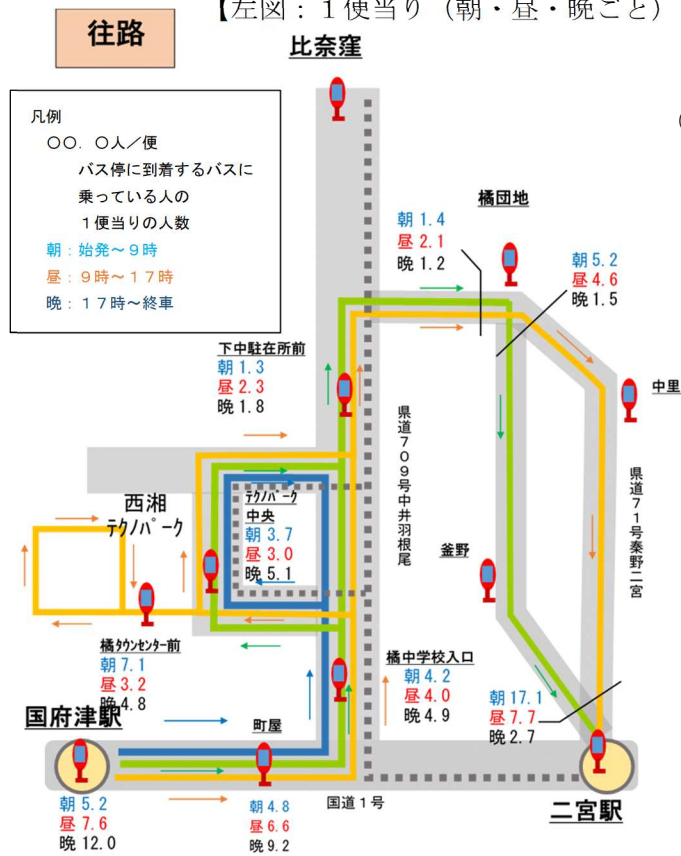 【左図：１便当り（朝・昼・晩ごと）
往路
比奈窪
凡例
〇〇．〇人／便
バス停に到着するバスに
乗っている人の
１便当りの人数
朝：始発～９時
昼：９時～１７時
晩：１７時～終車
橘団地
朝 1.4
昼 2.1
晩 1.2
朝 5.2
昼 4.6
晩 1.5
下中駐在所前
朝 1.3
昼 2.3
晩 1.8
中里
県道７０９号中井羽根尾
県道７１号秦野二宮
西湘
テクノパーク
テクノパーク
中央
朝 3.7
昼 3.0
晩 5.1
釜野
橘タウンセンター前
朝 7.1
昼 3.2
晩 4.8
橘中学校入口
朝 4.2
昼 4.0
晩 4.9
朝 17.1
昼 7.7
晩 2.7
国府津駅
町屋
朝 5.2
昼 7.6
晩 12.0
朝 4.8
昼 6.6
晩 9.2
国道１号
二宮駅